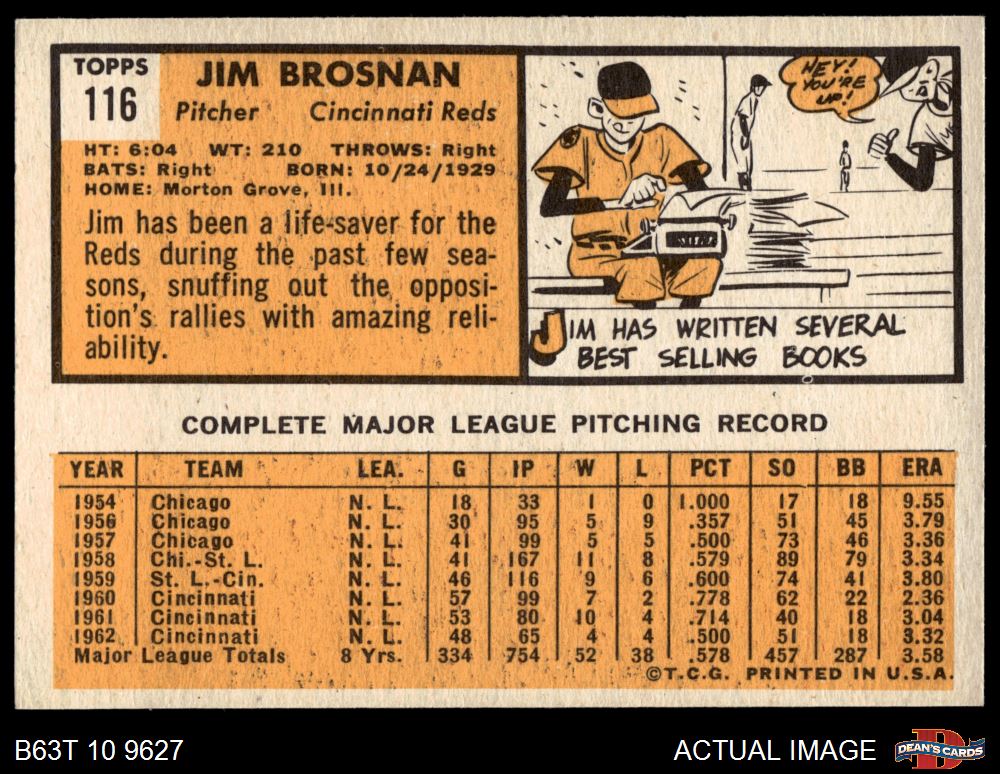 TOPPS
116
JIM BROSNAN
Pitcher Cincinnati Reds
HT: 6:04 WT: 210 THROWS: Right
BATS: Right BORN: 10/24/1929
HOME: Morton Grove, Ill.
Jim has been a life-saver for the
Reds during the past few sea-
sons, snuffing out the opposi-
tion's rallies with amazing reli-
ability.
HEY!
YOU'RE
UP!
JIM HAS WRITTEN SEVERAL
BEST SELLING BOOKS
COMPLETE MAJOR LEAGUE PITCHING RECORD
YEAR TEAM LEA. G IP W L PCT SO BB ERA
1954 Chicago N. L. 18 33 1 0 1.000 17 18 9.55
1956 Chicago N. L. 30 95 5 9 .357 51 45 3.79
1957 Chicago N. L. 41 99 5 5 .500 73 46 3.36
1958 Chi.-St. L. N. L. 41 167 11 8 .579 89 79 3.34
1959 St. L.-Cin. N. L. 46 116 9 6 .600 74 41 3.80
1960 Cincinnati N. L. 57 99 7 2 .778 62 22 2.36
1961 Cincinnati N. L. 53 80 10 4 .714 40 18 3.04
1962 Cincinnati N. L. 48 65 4 4 .500 51 18 3.32
Major League Totals 8 Yrs. 334 754 52 38 .578 457 287 3.58
©T.C.G. PRINTED IN U.S.A.
B63T 10 9627 ACTUAL IMAGE DEAN'S CARDS